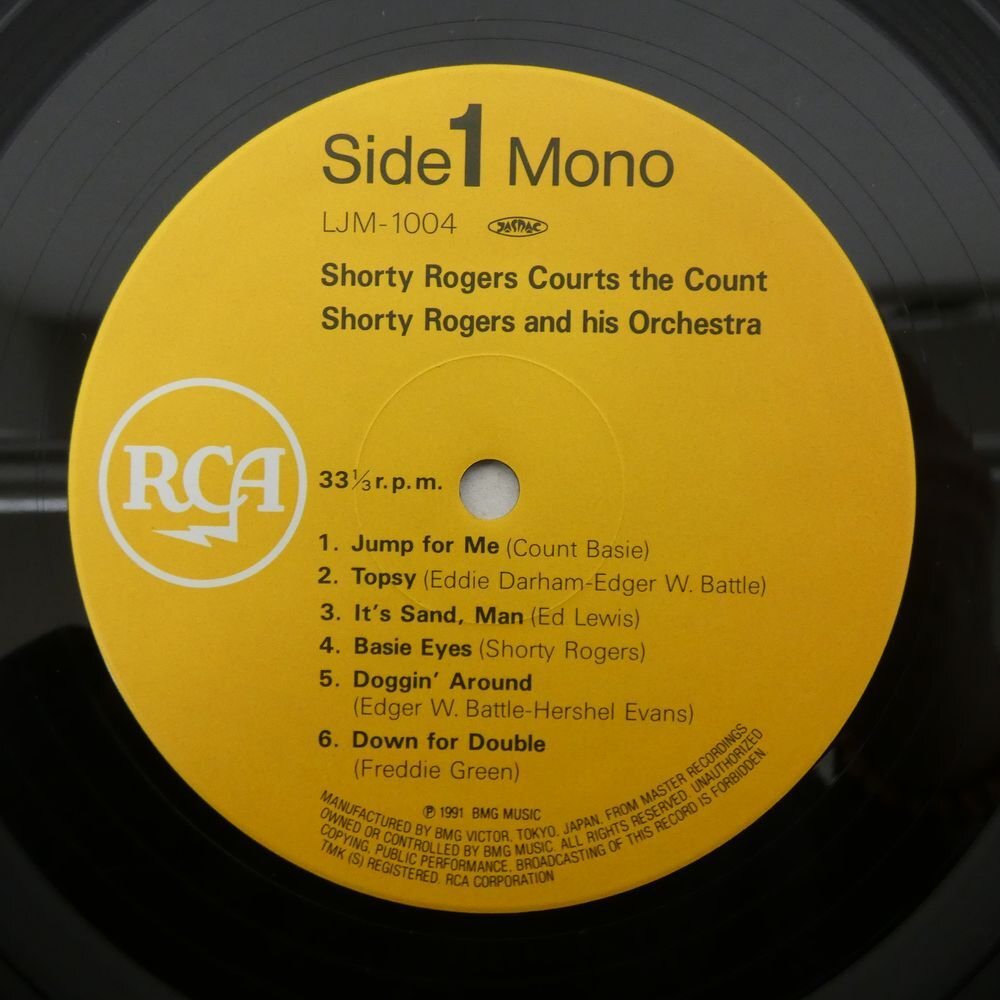 Side 1 Mono
LJM-1004 JASRAC
Shorty Rogers Courts the Count
Shorty Rogers and his Orchestra
RCA
33⅓ r.p.m.
1. Jump for Me (Count Basie)
2. Topsy (Eddie Darham-Edger W. Battle)
3. It's Sand, Man (Ed Lewis)
4. Basie Eyes (Shorty Rogers)
5. Doggin' Around
(Edger W. Battle-Hershel Evans)
6. Down for Double
(Freddie Green)
℗ 1991 BMG MUSIC
MANUFACTURED BY BMG VICTOR, TOKYO, JAPAN, FROM MASTER RECORDINGS
OWNED OR CONTROLLED BY BMG MUSIC. ALL RIGHTS RESERVED. UNAUTHORIZED
COPYING, PUBLIC PERFORMANCE, BROADCASTING OF THIS RECORD IS FORBIDDEN.
TMK (S) REGISTERED. RCA CORPORATION